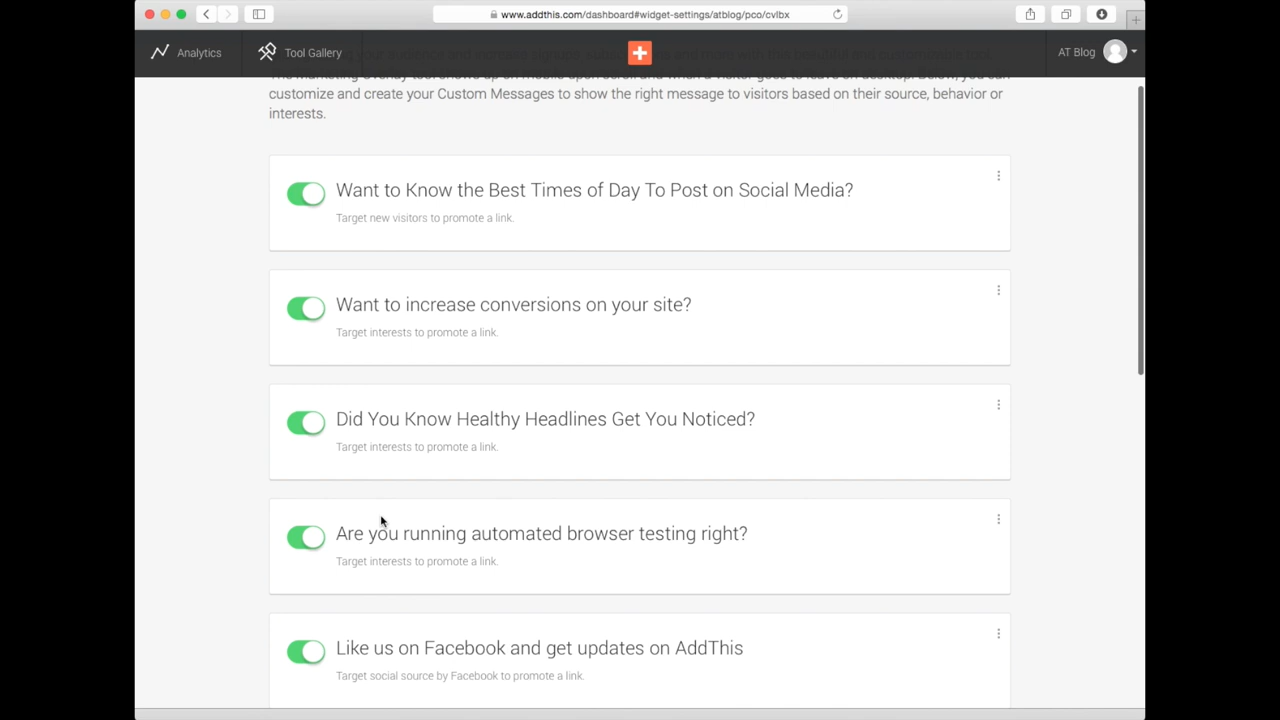 www.addthis.com/dashboard#widget-settings/atblog/pco/cvlbx
Analytics
Tool Gallery
AT Blog
customize and create your Custom Messages to show the right message to visitors based on their source, behavior or
interests.
Want to Know the Best Times of Day To Post on Social Media?
Target new visitors to promote a link.
Want to increase conversions on your site?
Target interests to promote a link.
Did You Know Healthy Headlines Get You Noticed?
Target interests to promote a link.
Are you running automated browser testing right?
Target interests to promote a link.
Like us on Facebook and get updates on AddThis
Target social source by Facebook to promote a link.